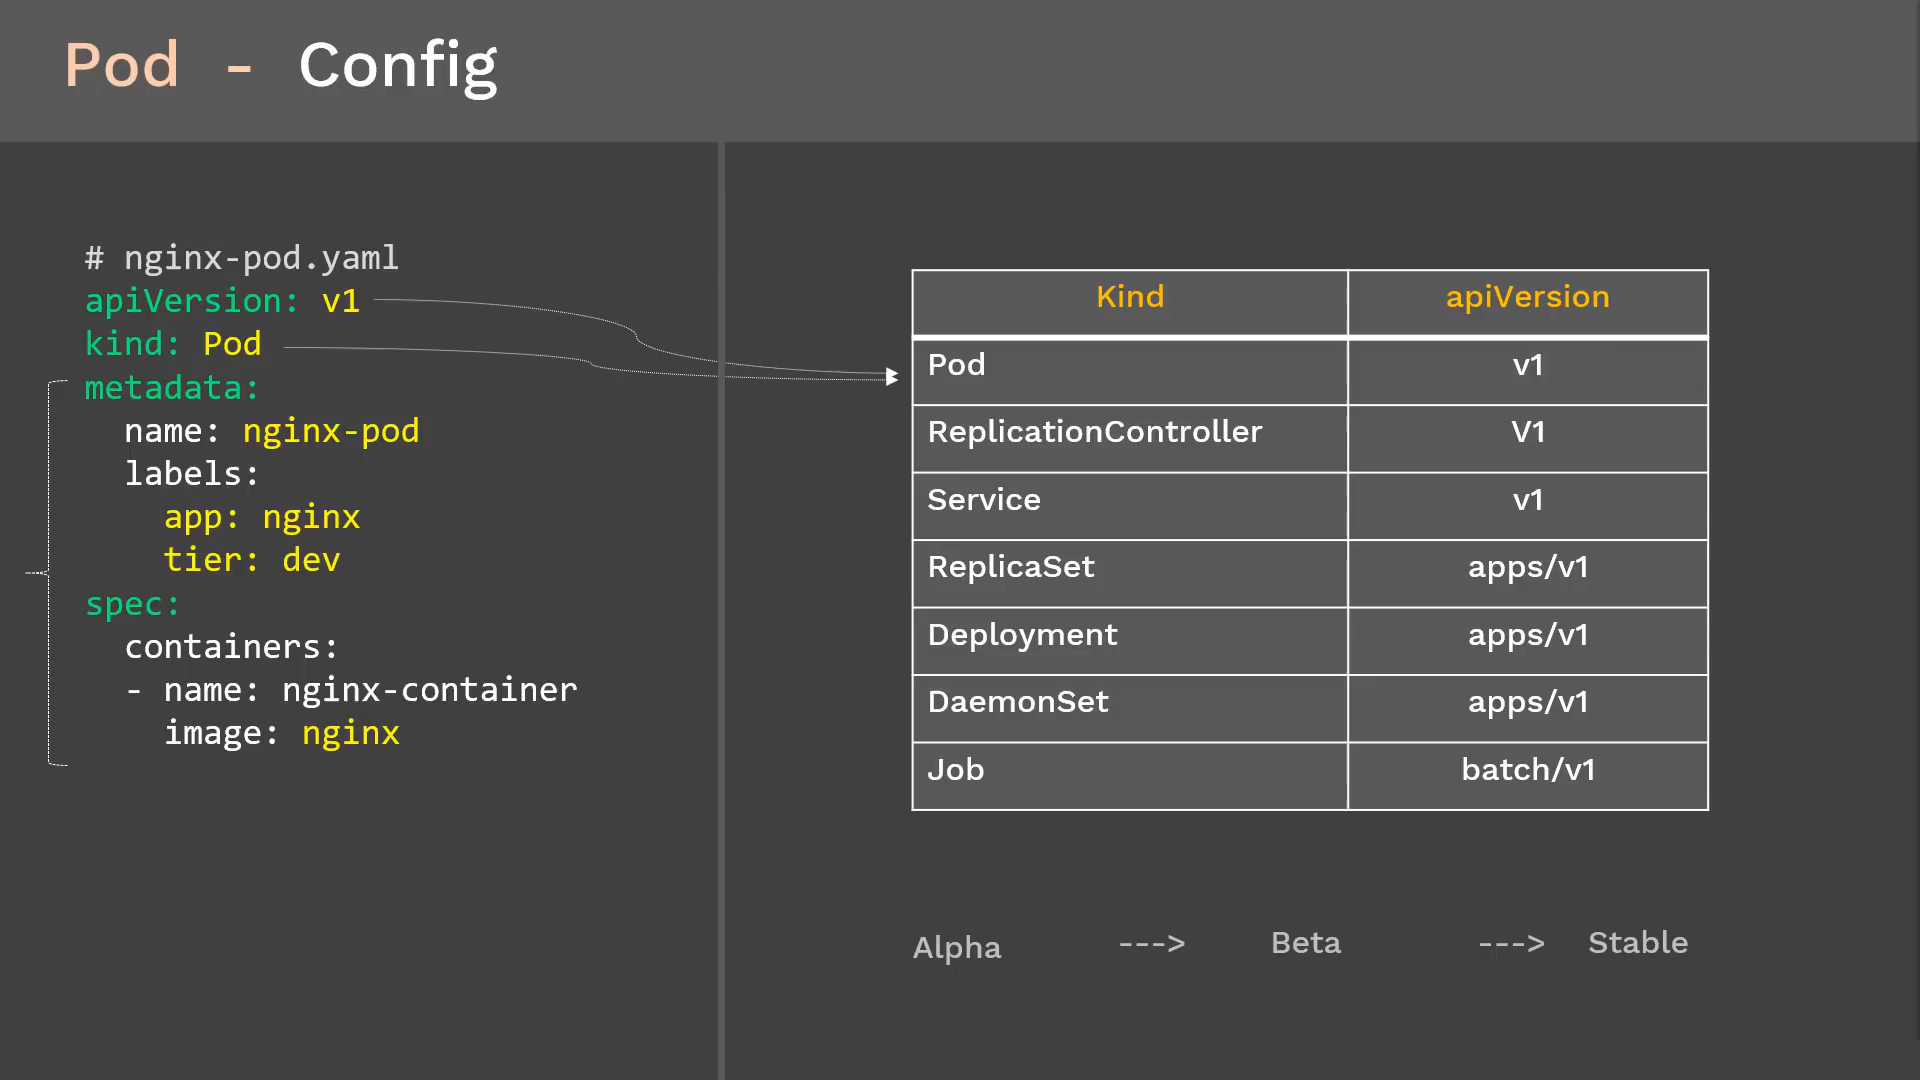 Pod - Config
# nginx-pod.yaml
apiVersion: v1
kind: Pod
metadata:
  name: nginx-pod
  labels:
    app: nginx
    tier: dev
spec:
  containers:
  - name: nginx-container
    image: nginx
Kind apiVersion
Pod v1
ReplicationController V1
Service v1
ReplicaSet apps/v1
Deployment apps/v1
DaemonSet apps/v1
Job batch/v1
Alpha ---> Beta ---> Stable